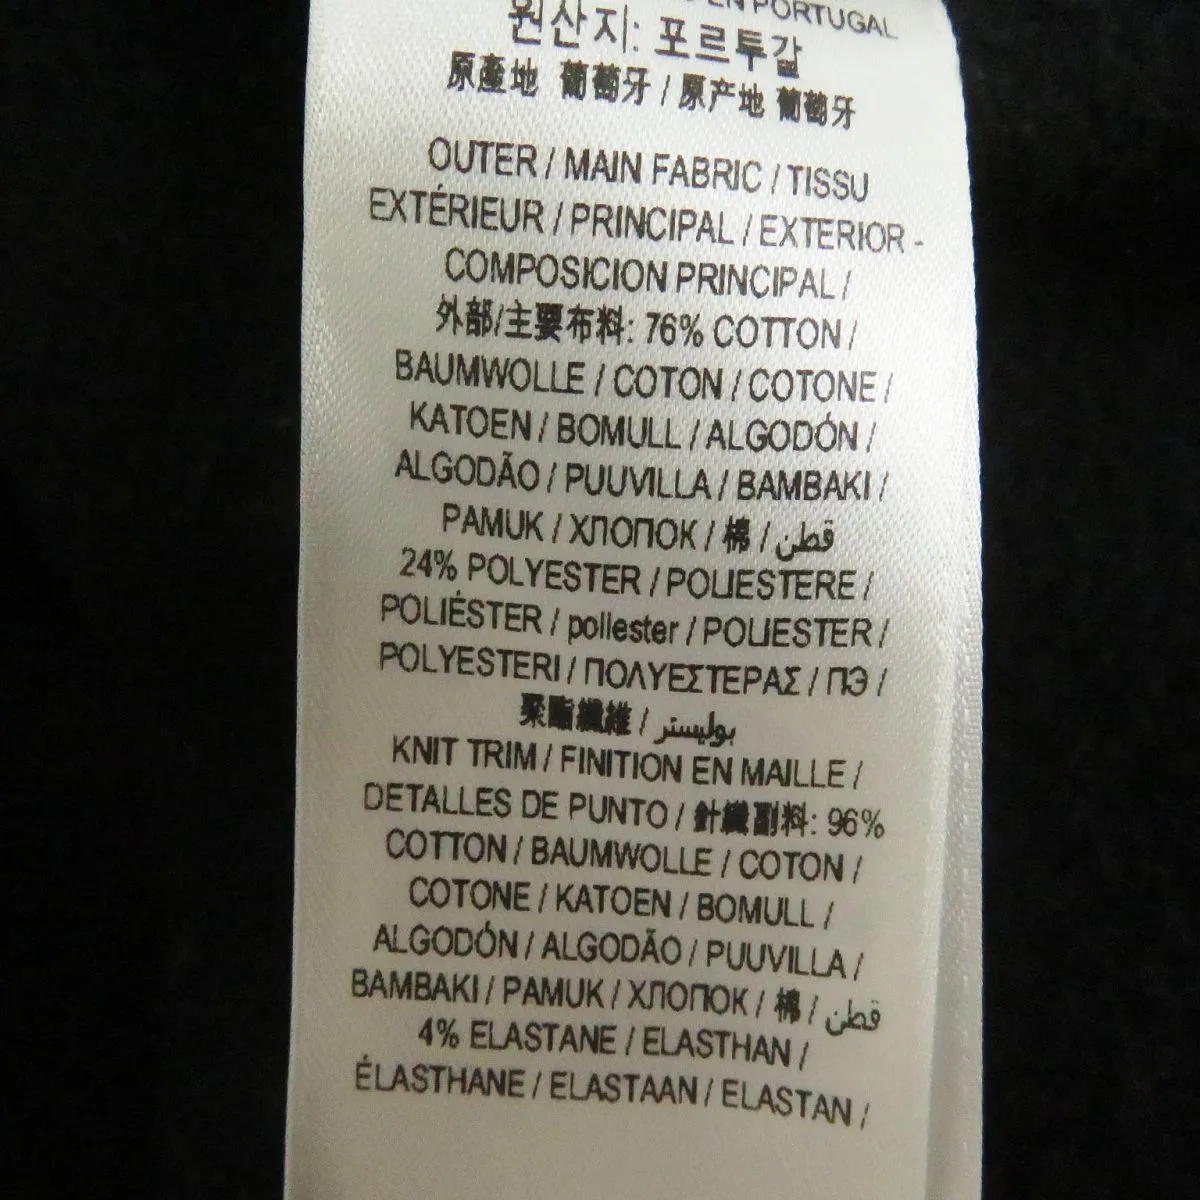 EN PORTUGAL
원산지: 포르투갈
原產地 葡萄牙 / 原产地 葡萄牙
OUTER / MAIN FABRIC / TISSU
EXTÉRIEUR / PRINCIPAL / EXTERIOR -
COMPOSICION PRINCIPAL /
外部/主要布料: 76% COTTON /
BAUMWOLLE / COTON / COTONE /
KATOEN / BOMULL / ALGODÓN /
ALGODÃO / PUUVILLA / BAMBAKI /
PAMUK / ХЛОПОК / 棉 / قطن
24% POLYESTER / POLIESTERE /
POLIÉSTER / poliester / POLIESTER /
POLYESTERI / ΠΟΛΥΕΣΤΕΡΑΣ / ПЭ /
聚酯纖維 / بوليستر
KNIT TRIM / FINITION EN MAILLE /
DETALLES DE PUNTO / 針織副料: 96%
COTTON / BAUMWOLLE / COTON /
COTONE / KATOEN / BOMULL /
ALGODÓN / ALGODÃO / PUUVILLA /
BAMBAKI / PAMUK / ХЛОПОК / 棉 / قطن
4% ELASTANE / ELASTHAN /
ÉLASTHANE / ELASTAAN / ELASTAN /